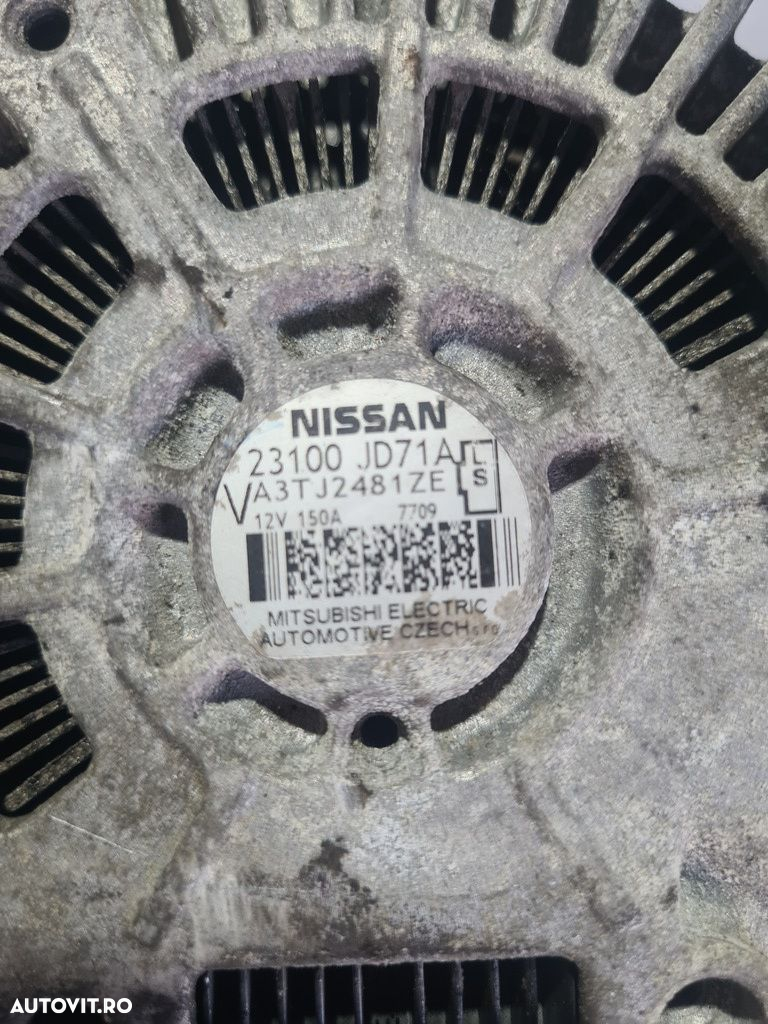 NISSAN
23100 JD71A
VA3TJ2481ZE
L
S
12V 150A 7709
MITSUBISHI ELECTRIC
AUTOMOTIVE CZECH
AUTOVIT.RO